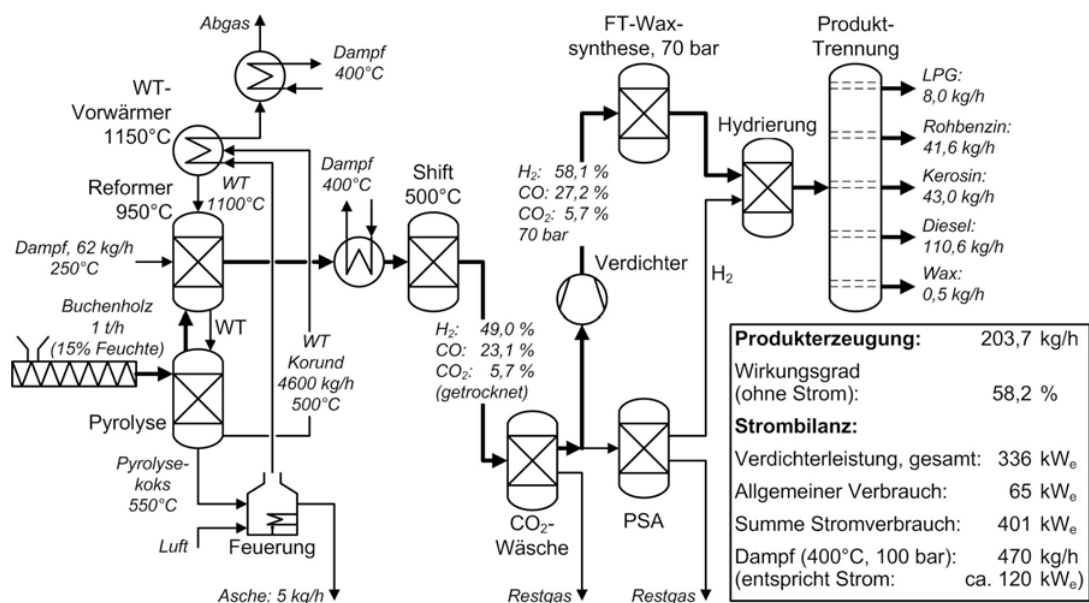 Abgas
Dampf
400°C
WT-
Vorwärmer
1150°C
WT
1100°C
Reformer
950°C
Dampf, 62 kg/h
250°C
Buchenholz
1 t/h
(15% Feuchte)
WT
WT
Korund
4600 kg/h
500°C
Pyrolyse
Pyrolyse-
koks
550°C
Luft
Feuerung
Asche: 5 kg/h
Dampf
400°C
Shift
500°C
H₂: 49,0 %
CO: 23,1 %
CO₂: 5,7 %
(getrocknet)
CO₂-
Wäsche
Restgas
PSA
Restgas
Verdichter
H₂: 58,1 %
CO: 27,2 %
CO₂: 5,7 %
70 bar
FT-Wax-
synthese, 70 bar
H₂
Hydrierung
Produkt-
Trennung
LPG:
8,0 kg/h
Rohbenzin:
41,6 kg/h
Kerosin:
43,0 kg/h
Diesel:
110,6 kg/h
Wax:
0,5 kg/h
Produkterzeugung: 203,7 kg/h
Wirkungsgrad
(ohne Strom): 58,2 %
Strombilanz:
Verdichterleistung, gesamt: 336 kWₑ
Allgemeiner Verbrauch: 65 kWₑ
Summe Stromverbrauch: 401 kWₑ
Dampf (400°C, 100 bar): 470 kg/h
(entspricht Strom: ca. 120 kWₑ)